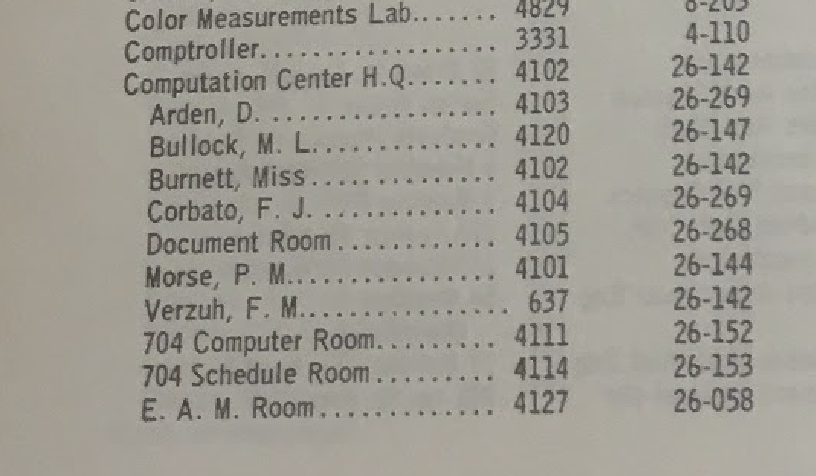 Color Measurements Lab....... 4829 8-205
Comptroller.................. 3331 4-110
Computation Center H.Q....... 4102 26-142
Arden, D. .................. 4103 26-269
Bullock, M. L.............. 4120 26-147
Burnett, Miss.............. 4102 26-142
Corbato, F. J. ............. 4104 26-269
Document Room............ 4105 26-268
Morse, P. M................ 4101 26-144
Verzuh, F. M................ 637 26-142
704 Computer Room......... 4111 26-152
704 Schedule Room......... 4114 26-153
E. A. M. Room............. 4127 26-058